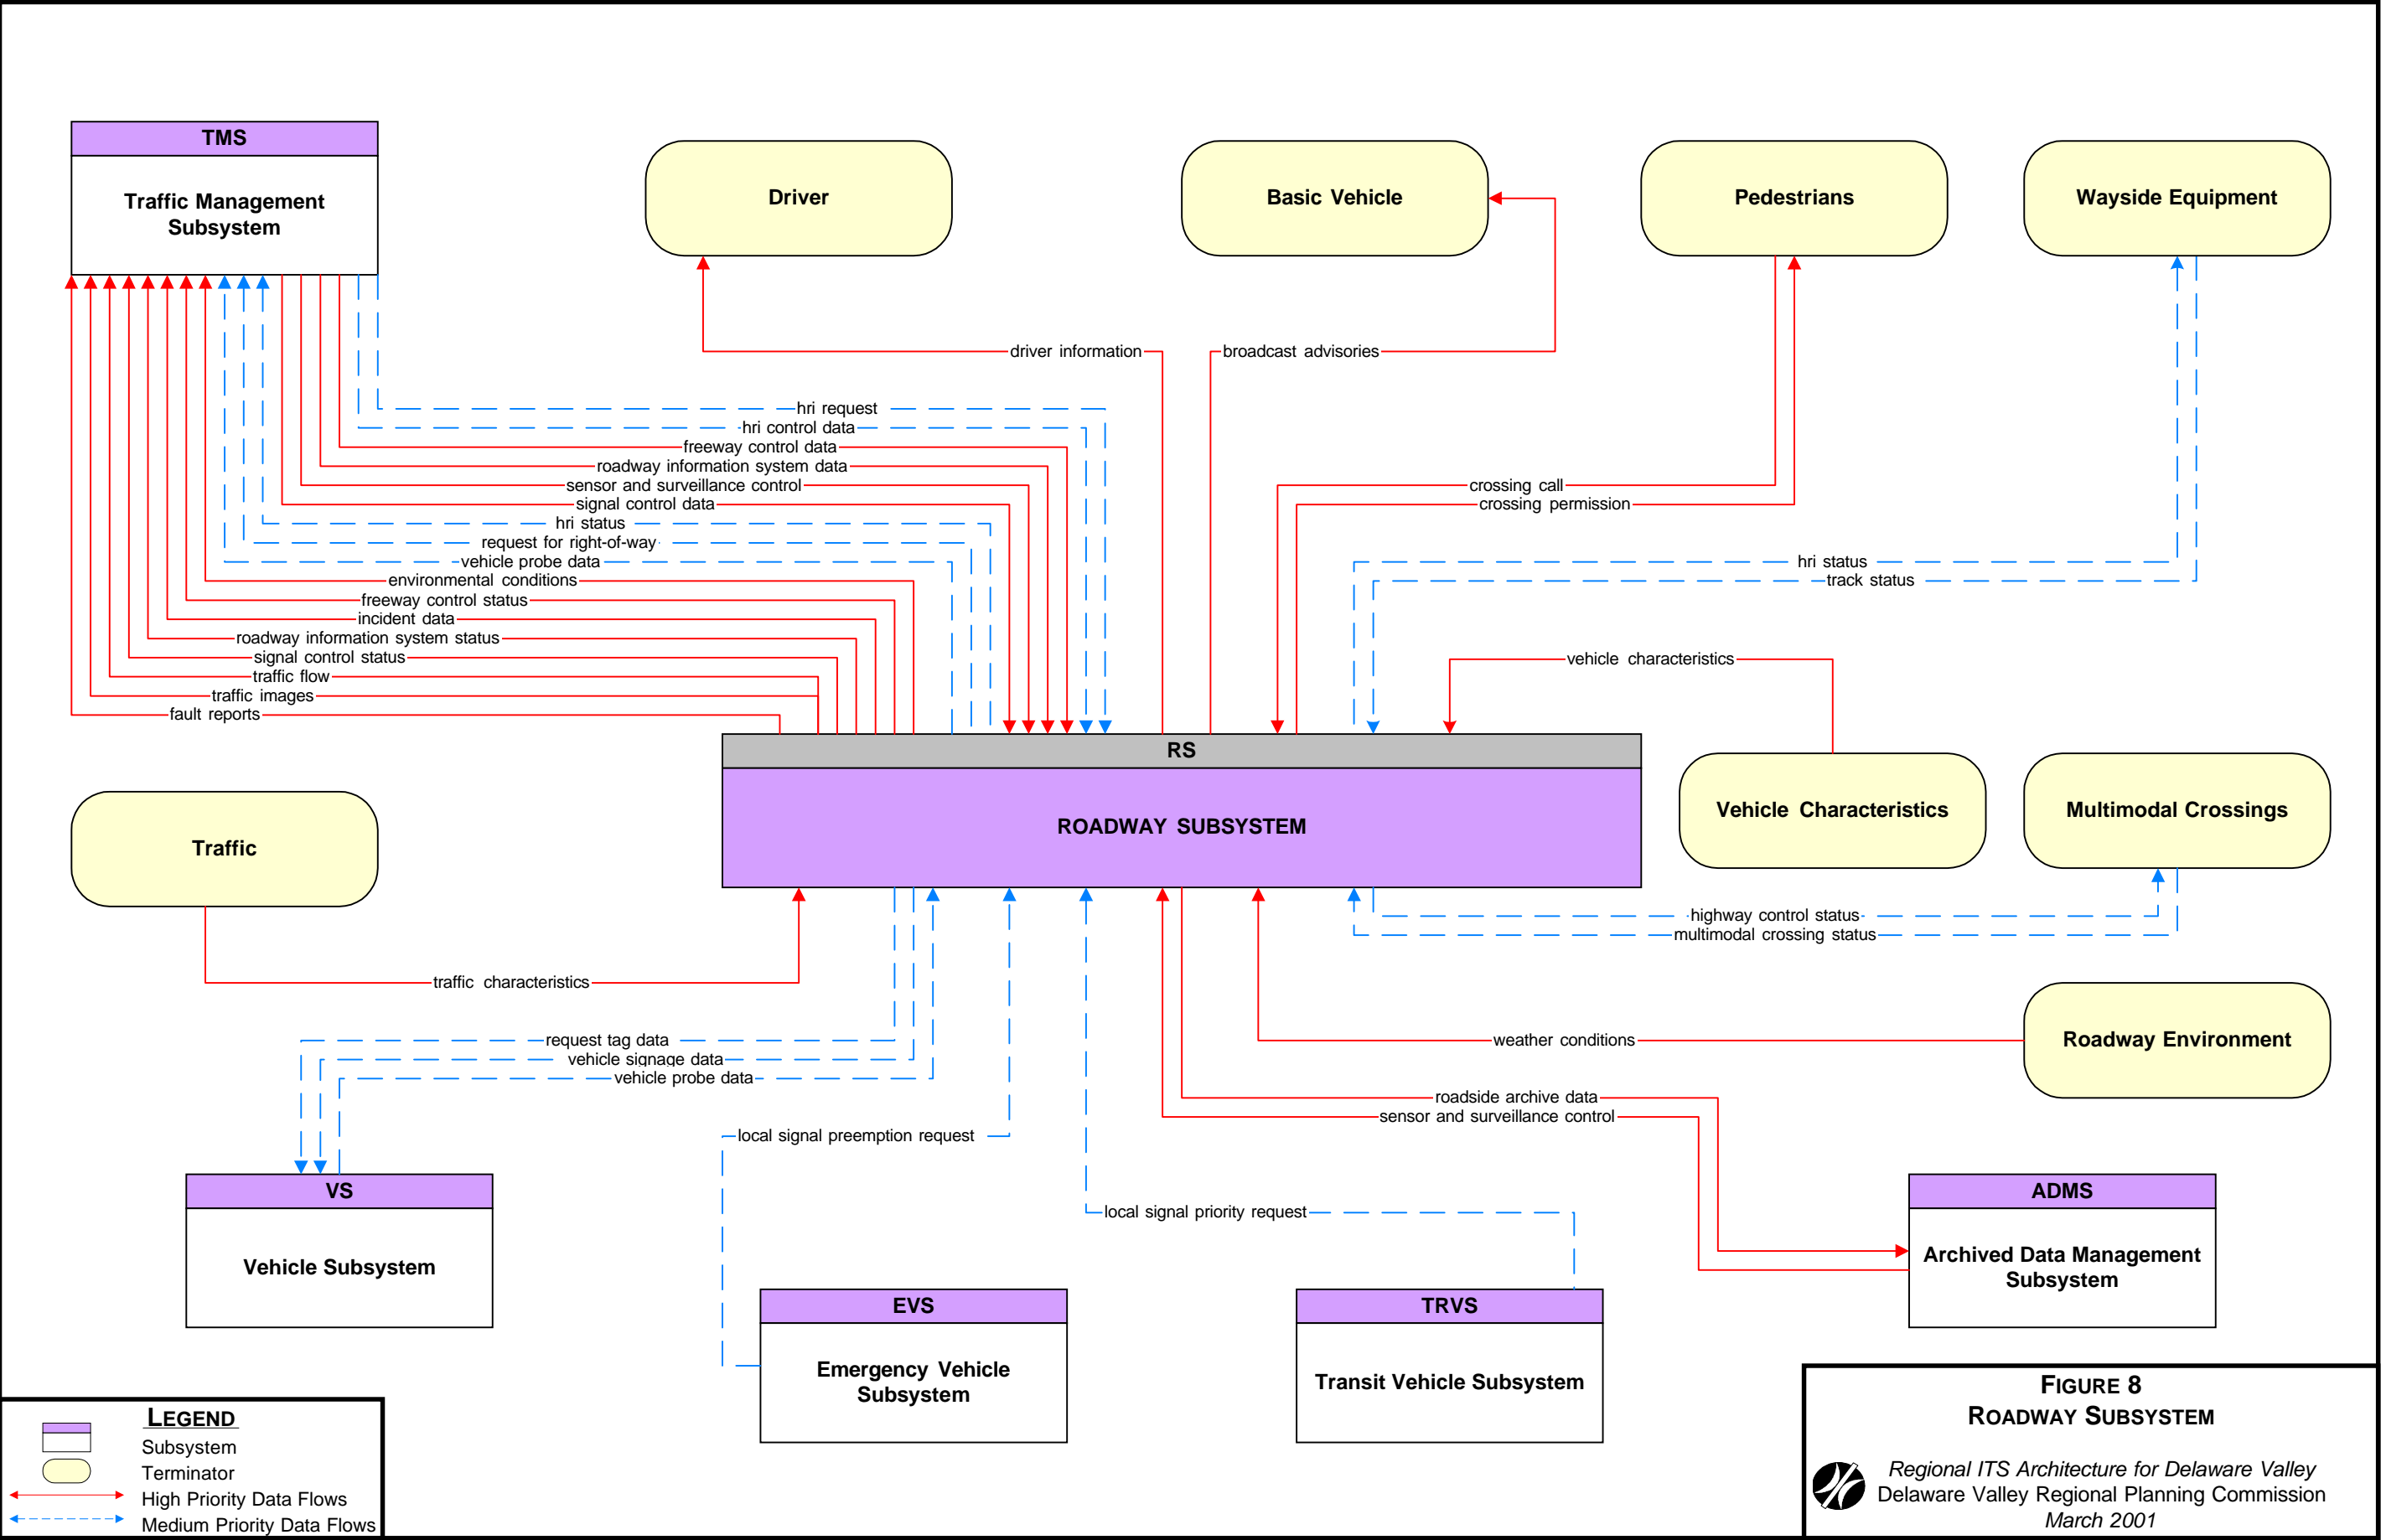 TMS
Traffic Management
Subsystem
Driver
Basic Vehicle
Pedestrians
Wayside Equipment
driver information
broadcast advisories
hri request
hri control data
freeway control data
roadway information system data
sensor and surveillance control
signal control data
hri status
request for right-of-way
vehicle probe data
environmental conditions
freeway control status
incident data
roadway information system status
signal control status
traffic flow
traffic images
fault reports
crossing call
crossing permission
hri status
track status
vehicle characteristics
RS
ROADWAY SUBSYSTEM
Traffic
Vehicle Characteristics
Multimodal Crossings
highway control status
multimodal crossing status
traffic characteristics
Roadway Environment
request tag data
vehicle signage data
vehicle probe data
weather conditions
roadside archive data
sensor and surveillance control
local signal preemption request
local signal priority request
VS
Vehicle Subsystem
EVS
Emergency Vehicle
Subsystem
TRVS
Transit Vehicle Subsystem
ADMS
Archived Data Management
Subsystem
LEGEND
Subsystem
Terminator
High Priority Data Flows
Medium Priority Data Flows
FIGURE 8
ROADWAY SUBSYSTEM
Regional ITS Architecture for Delaware Valley
Delaware Valley Regional Planning Commission
March 2001